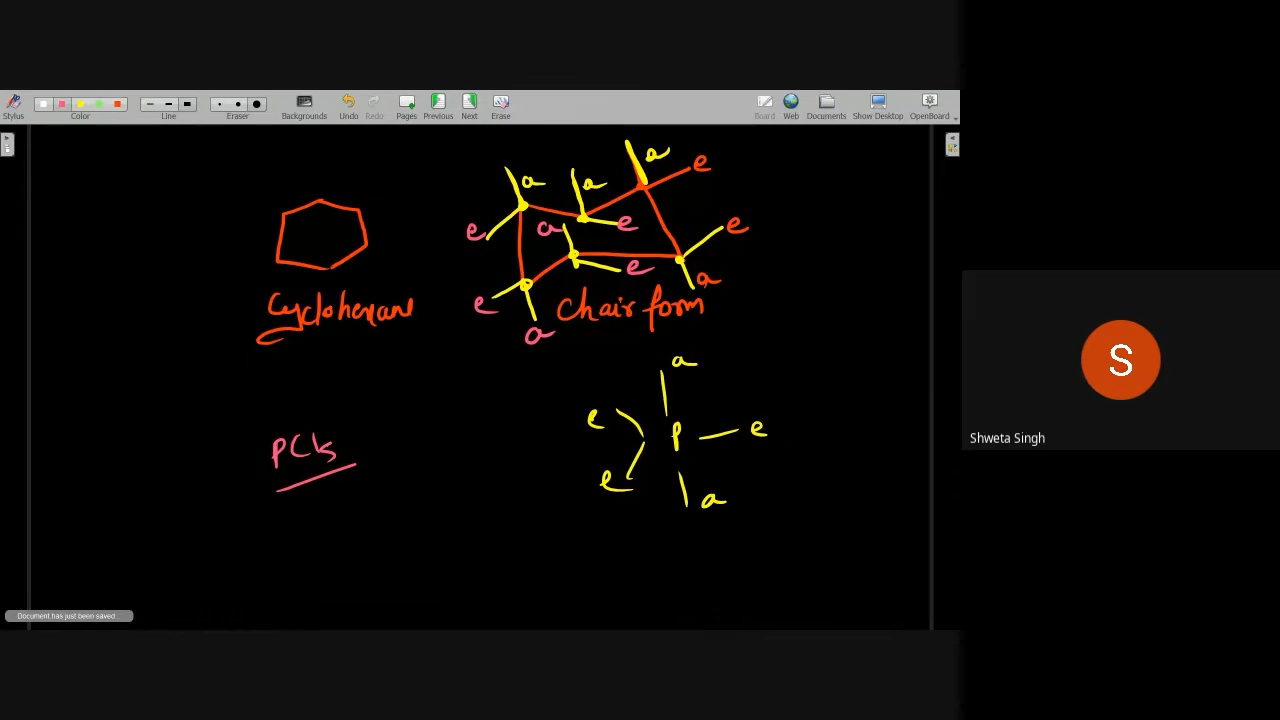 Stylus Color Line Eraser Backgrounds Undo Redo Pages Previous Next Erase Board Web Documents Show Desktop OpenBoard
a a a e
e a e e
e a
e Chair form
a
Cyclohexane
a
e P e
PCl5
e a
S
Shweta Singh
Document has just been saved...